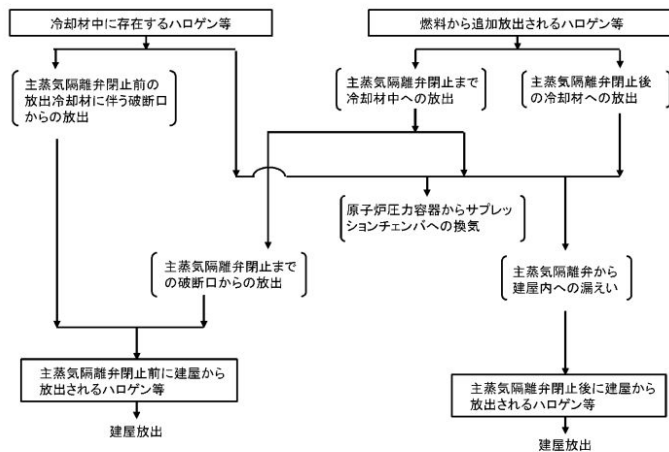 冷却材中に存在するハロゲン等
燃料から追加放出されるハロゲン等
主蒸気隔離弁閉止前の
放出冷却材に伴う破断口
からの放出
主蒸気隔離弁閉止まで
冷却材中への放出
主蒸気隔離弁閉止後
の冷却材への放出
原子炉圧力容器からサプレッ
ションチェンバへの換気
主蒸気隔離弁閉止まで
の破断口からの放出
主蒸気隔離弁から
建屋内への漏えい
主蒸気隔離弁閉止前に建屋から
放出されるハロゲン等
主蒸気隔離弁閉止後に建屋から
放出されるハロゲン等
建屋放出
建屋放出